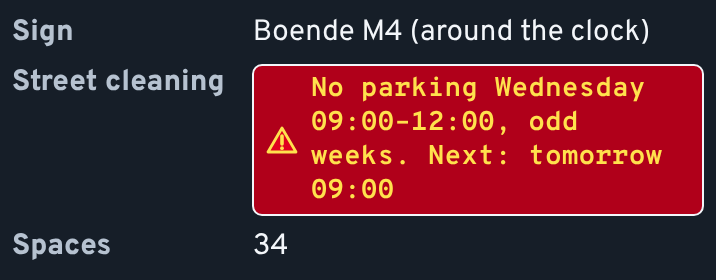 Sign Boende M4 (around the clock)
Street cleaning No parking Wednesday
09:00–12:00, odd
weeks. Next: tomorrow
09:00
Spaces 34